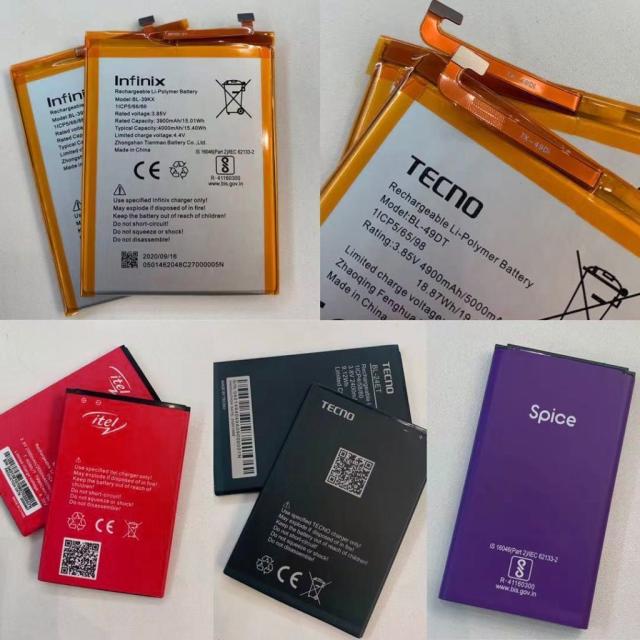 Infinix
Rechargeable Li-Polymer Battery
Model: BL-39KX
1ICP5/66/86
Rated voltage: 3.85V
Rated Capacity: 3900mAh/15.01Wh
Typical Capacity: 4000mAh/15.40Wh
Limited charge voltage: 4.4V
Zhongshan Tianmao Battery Co.,Ltd.
Made in China
IS 16046(Part 2)/IEC 62133-2
R-41160300
www.bis.gov.in
Use specified Infinix charger only!
May explode if disposed of in fire!
Keep the battery out of reach of children!
Do not short-circuit!
Do not squeeze or shock!
Do not disassemble!
2020/09/16
0501462048C27000005N
Infinix
TX-49DL
TX-49DL
TECNO
Rechargeable Li-Polymer Battery
Model:BL-49DT
1ICP5/65/98
Rating:3.85V 4900mAh/5000m
18.87Wh/19
Limited charge voltage:
Zhaoqing Fenghua
Made in China
itel
itel
Use specified itel charger only!
May explode if disposed of in fire!
Keep the battery out of reach of
children!
Do not short-circuit!
Do not squeeze or shock!
Do not disassemble!
TECNO
BL-24ET
Rechargeable
TECNO
Use specified TECNO charger only!
May explode if disposed of in fire!
Keep the battery out of reach of
children!
Do not short-circuit!
Do not squeeze or shock!
Do not disassemble!
Spice
IS 16046(Part 2)/IEC 62133-2
R-41160300
www.bis.gov.in